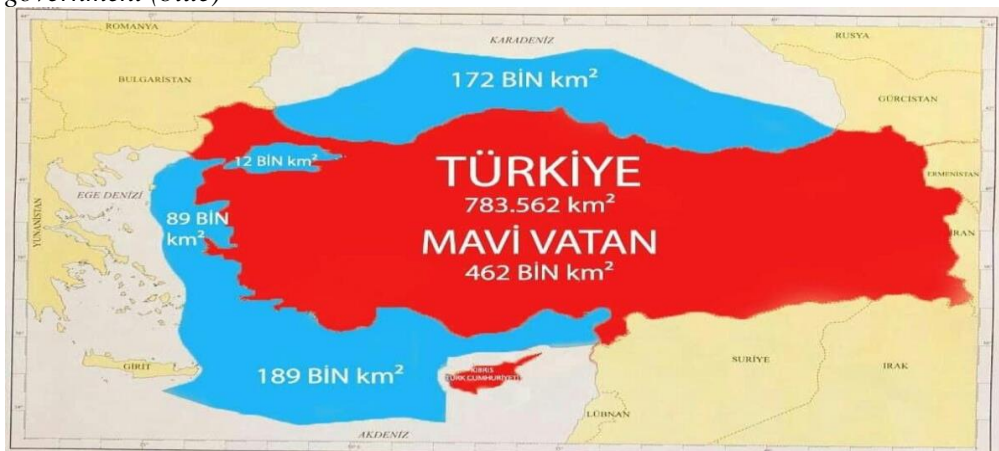 government (blue)
ROMANYA
KARADENİZ
RUSYA
BULGARİSTAN
172 BİN km²
GÜRCİSTAN
12 BİN km²
TÜRKİYE
783.562 km²
ERMENİSTAN
EGE DENİZİ
YUNANİSTAN
89 BİN
km²
MAVİ VATAN
462 BİN km²
İRAN
GİRİT
189 BİN km²
KIBRIS
TÜRK CUMHURİYETİ
SURİYE
IRAK
LÜBNAN
AKDENİZ